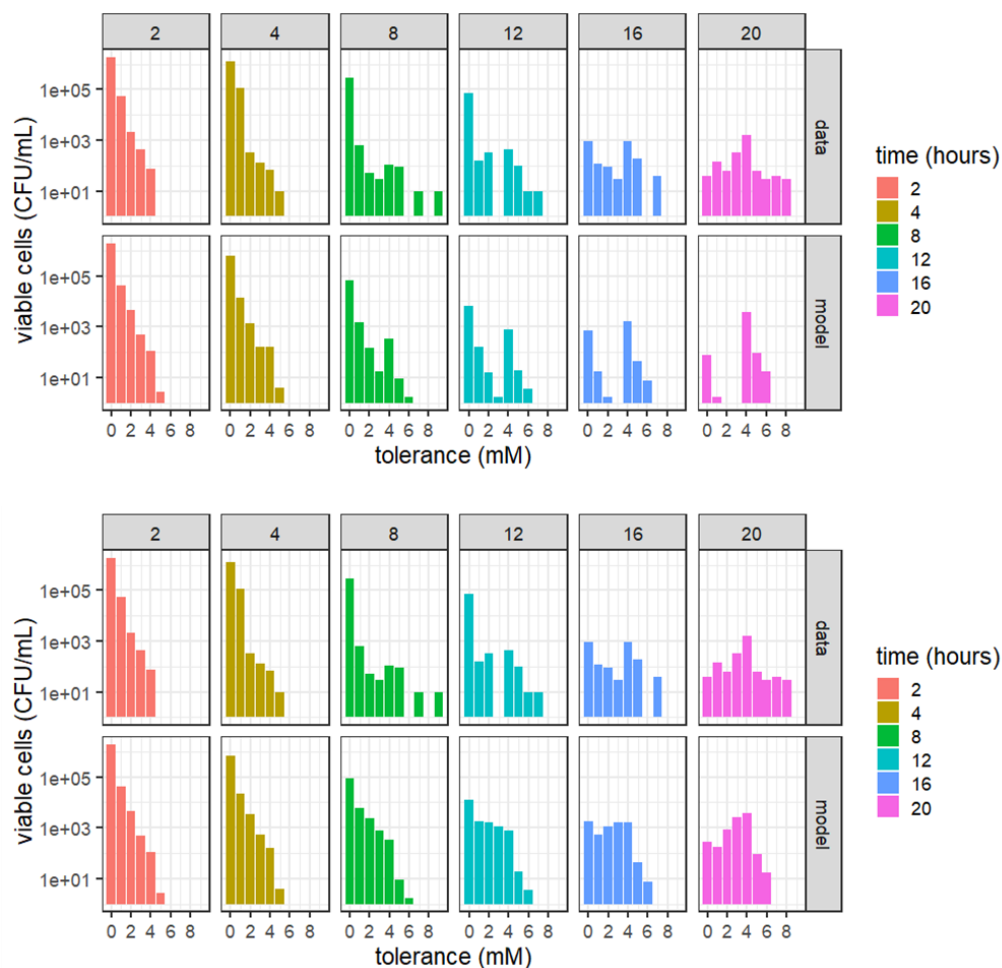 2 4 8 12 16 20
viable cells (CFU/mL)
1e+05
1e+03
1e+01
data
1e+05
1e+03
1e+01
model
0 2 4 6 8 0 2 4 6 8 0 2 4 6 8 0 2 4 6 8 0 2 4 6 8 0 2 4 6 8
tolerance (mM)
time (hours)
2
4
8
12
16
20
2 4 8 12 16 20
viable cells (CFU/mL)
1e+05
1e+03
1e+01
data
1e+05
1e+03
1e+01
model
0 2 4 6 8 0 2 4 6 8 0 2 4 6 8 0 2 4 6 8 0 2 4 6 8 0 2 4 6 8
tolerance (mM)
time (hours)
2
4
8
12
16
20